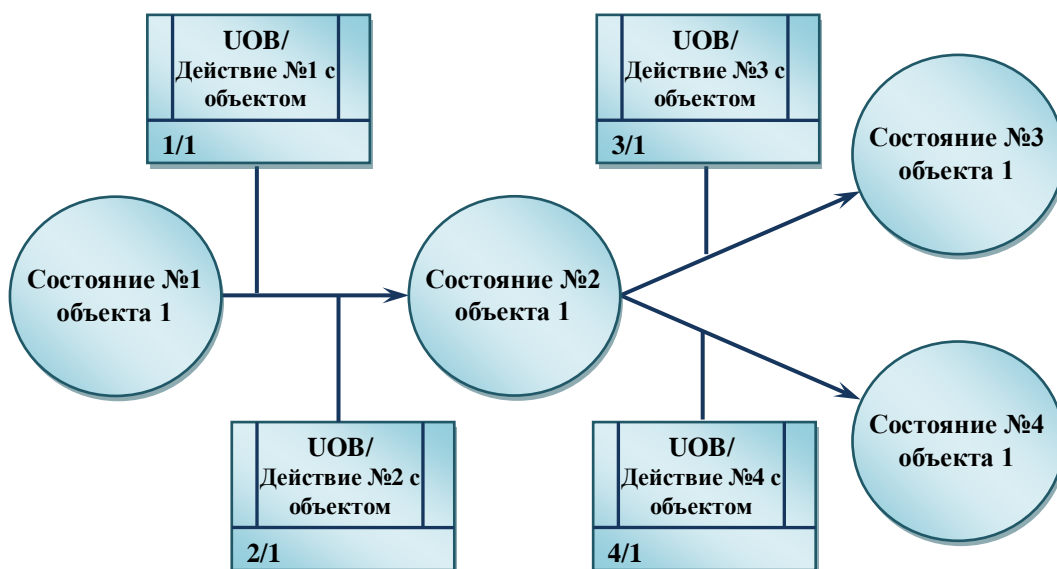 UOB/
Действие №1 с
объектом
1/1
UOB/
Действие №3 с
объектом
3/1
Состояние №3
объекта 1
Состояние №1
объекта 1
Состояние №2
объекта 1
UOB/
Действие №2 с
объектом
2/1
UOB/
Действие №4 с
объектом
4/1
Состояние №4
объекта 1